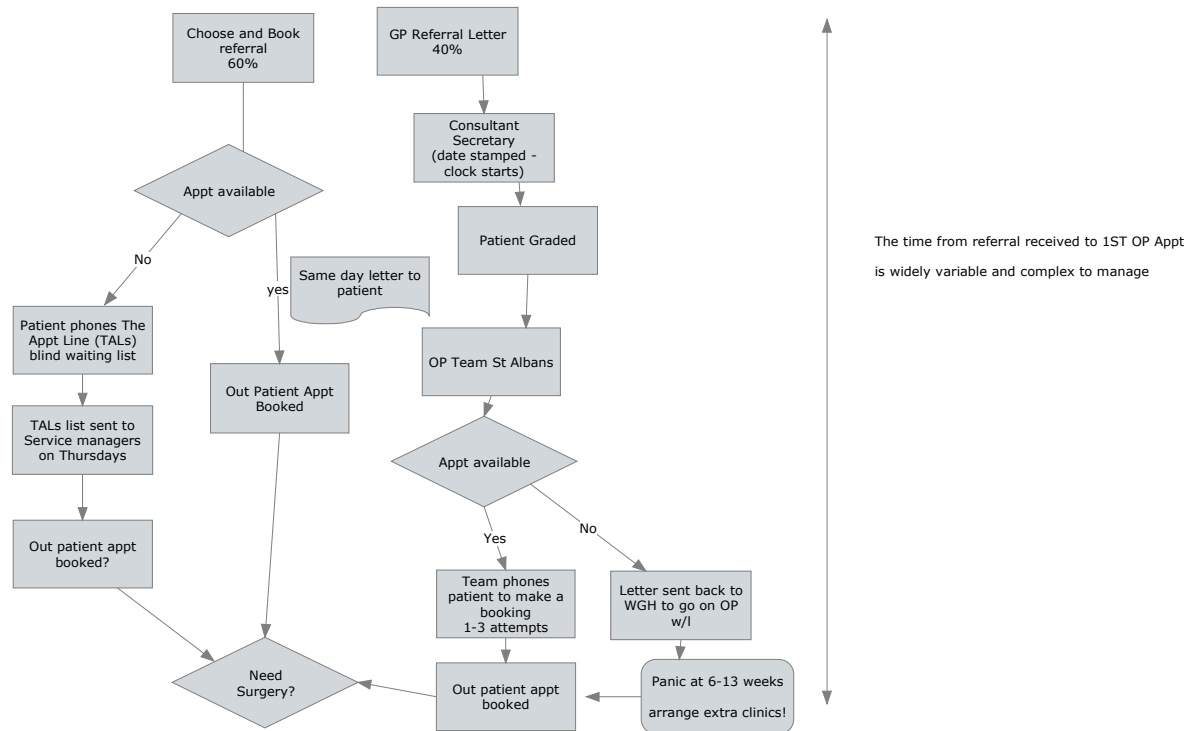 Choose and Book
referral
60%
GP Referral Letter
40%
Consultant
Secretary
(date stamped -
clock starts)
Appt available
Patient Graded
No
yes
Same day letter to
patient
The time from referral received to 1ST OP Appt
is widely variable and complex to manage
Patient phones The
Appt Line (TALs)
blind waiting list
OP Team St Albans
Out Patient Appt
Booked
TALs list sent to
Service managers
on Thursdays
Appt available
Out patient appt
booked?
Yes
No
Team phones
patient to make a
booking
1-3 attempts
Letter sent back to
WGH to go on OP
w/l
Need
Surgery?
Out patient appt
booked
Panic at 6-13 weeks
arrange extra clinics!